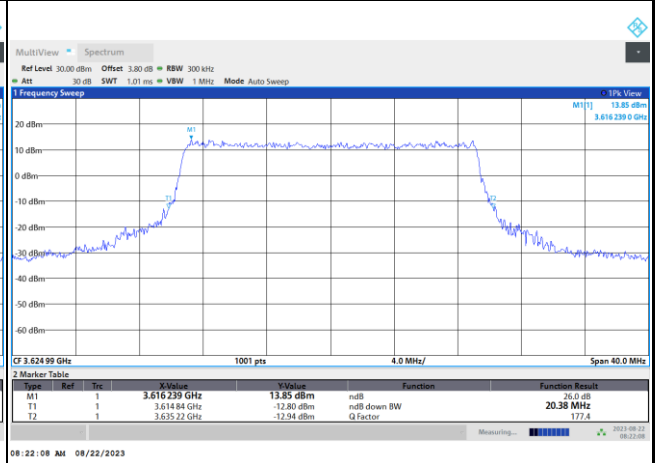 MultiView Spectrum
Ref Level 30.00 dBm Offset 3.80 dB RBW 300 kHz
Att 30 dB SWT 1.01 ms VBW 1 MHz Mode Auto Sweep
1 Frequency Sweep 1Pk View
M1[1] 13.85 dBm
3.616 239 0 GHz
M1
20 dBm
10 dBm
0 dBm
T1 T2
-10 dBm
-20 dBm
-30 dBm
-40 dBm
-50 dBm
-60 dBm
CF 3.624 99 GHz 1001 pts 4.0 MHz/ Span 40.0 MHz
2 Marker Table
Type Ref Trc X-Value Y-Value Function Function Result
M1 1 3.616 239 GHz 13.85 dBm ndB 26.0 dB
T1 1 3.614 84 GHz -12.80 dBm ndB down BW 20.38 MHz
T2 1 3.635 22 GHz -12.94 dBm Q Factor 177.4
Measuring... 2023-08-22
08:22:08
08:22:08 AM 08/22/2023